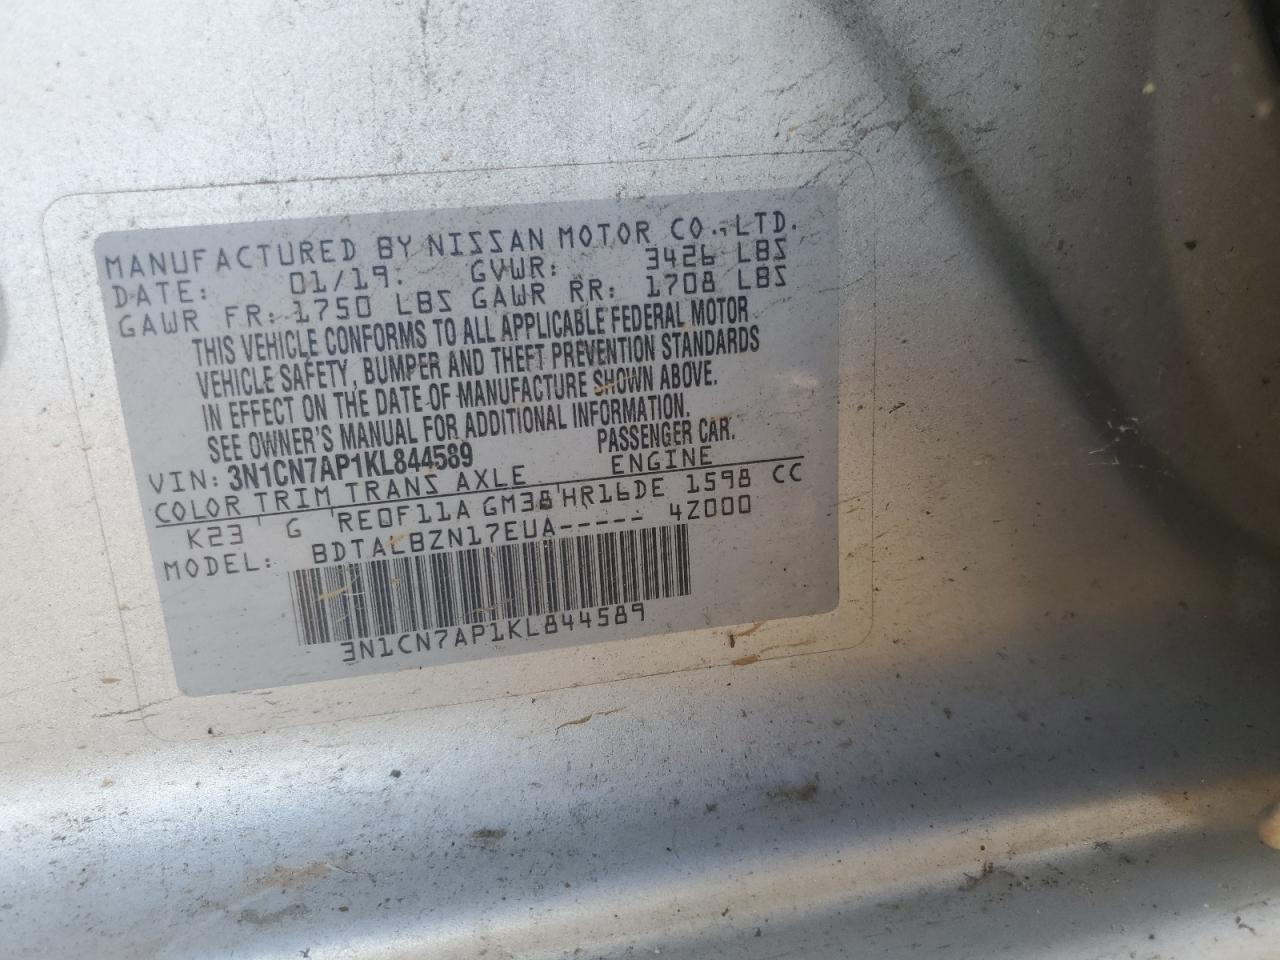 MANUFACTURED BY NISSAN MOTOR CO., LTD.
DATE: 01/19. GVWR: 3426 LBS
GAWR FR: 1750 LBS GAWR RR: 1708 LBS
THIS VEHICLE CONFORMS TO ALL APPLICABLE FEDERAL MOTOR
VEHICLE SAFETY, BUMPER AND THEFT PREVENTION STANDARDS
IN EFFECT ON THE DATE OF MANUFACTURE SHOWN ABOVE.
SEE OWNER'S MANUAL FOR ADDITIONAL INFORMATION.
VIN: 3N1CN7AP1KL844589 PASSENGER CAR.
COLOR TRIM TRANS AXLE ENGINE
K23 G RE0F11A GM38 HR16DE 1598 CC
MODEL: BDTALBZN17EUA----- 4Z000
3N1CN7AP1KL844589